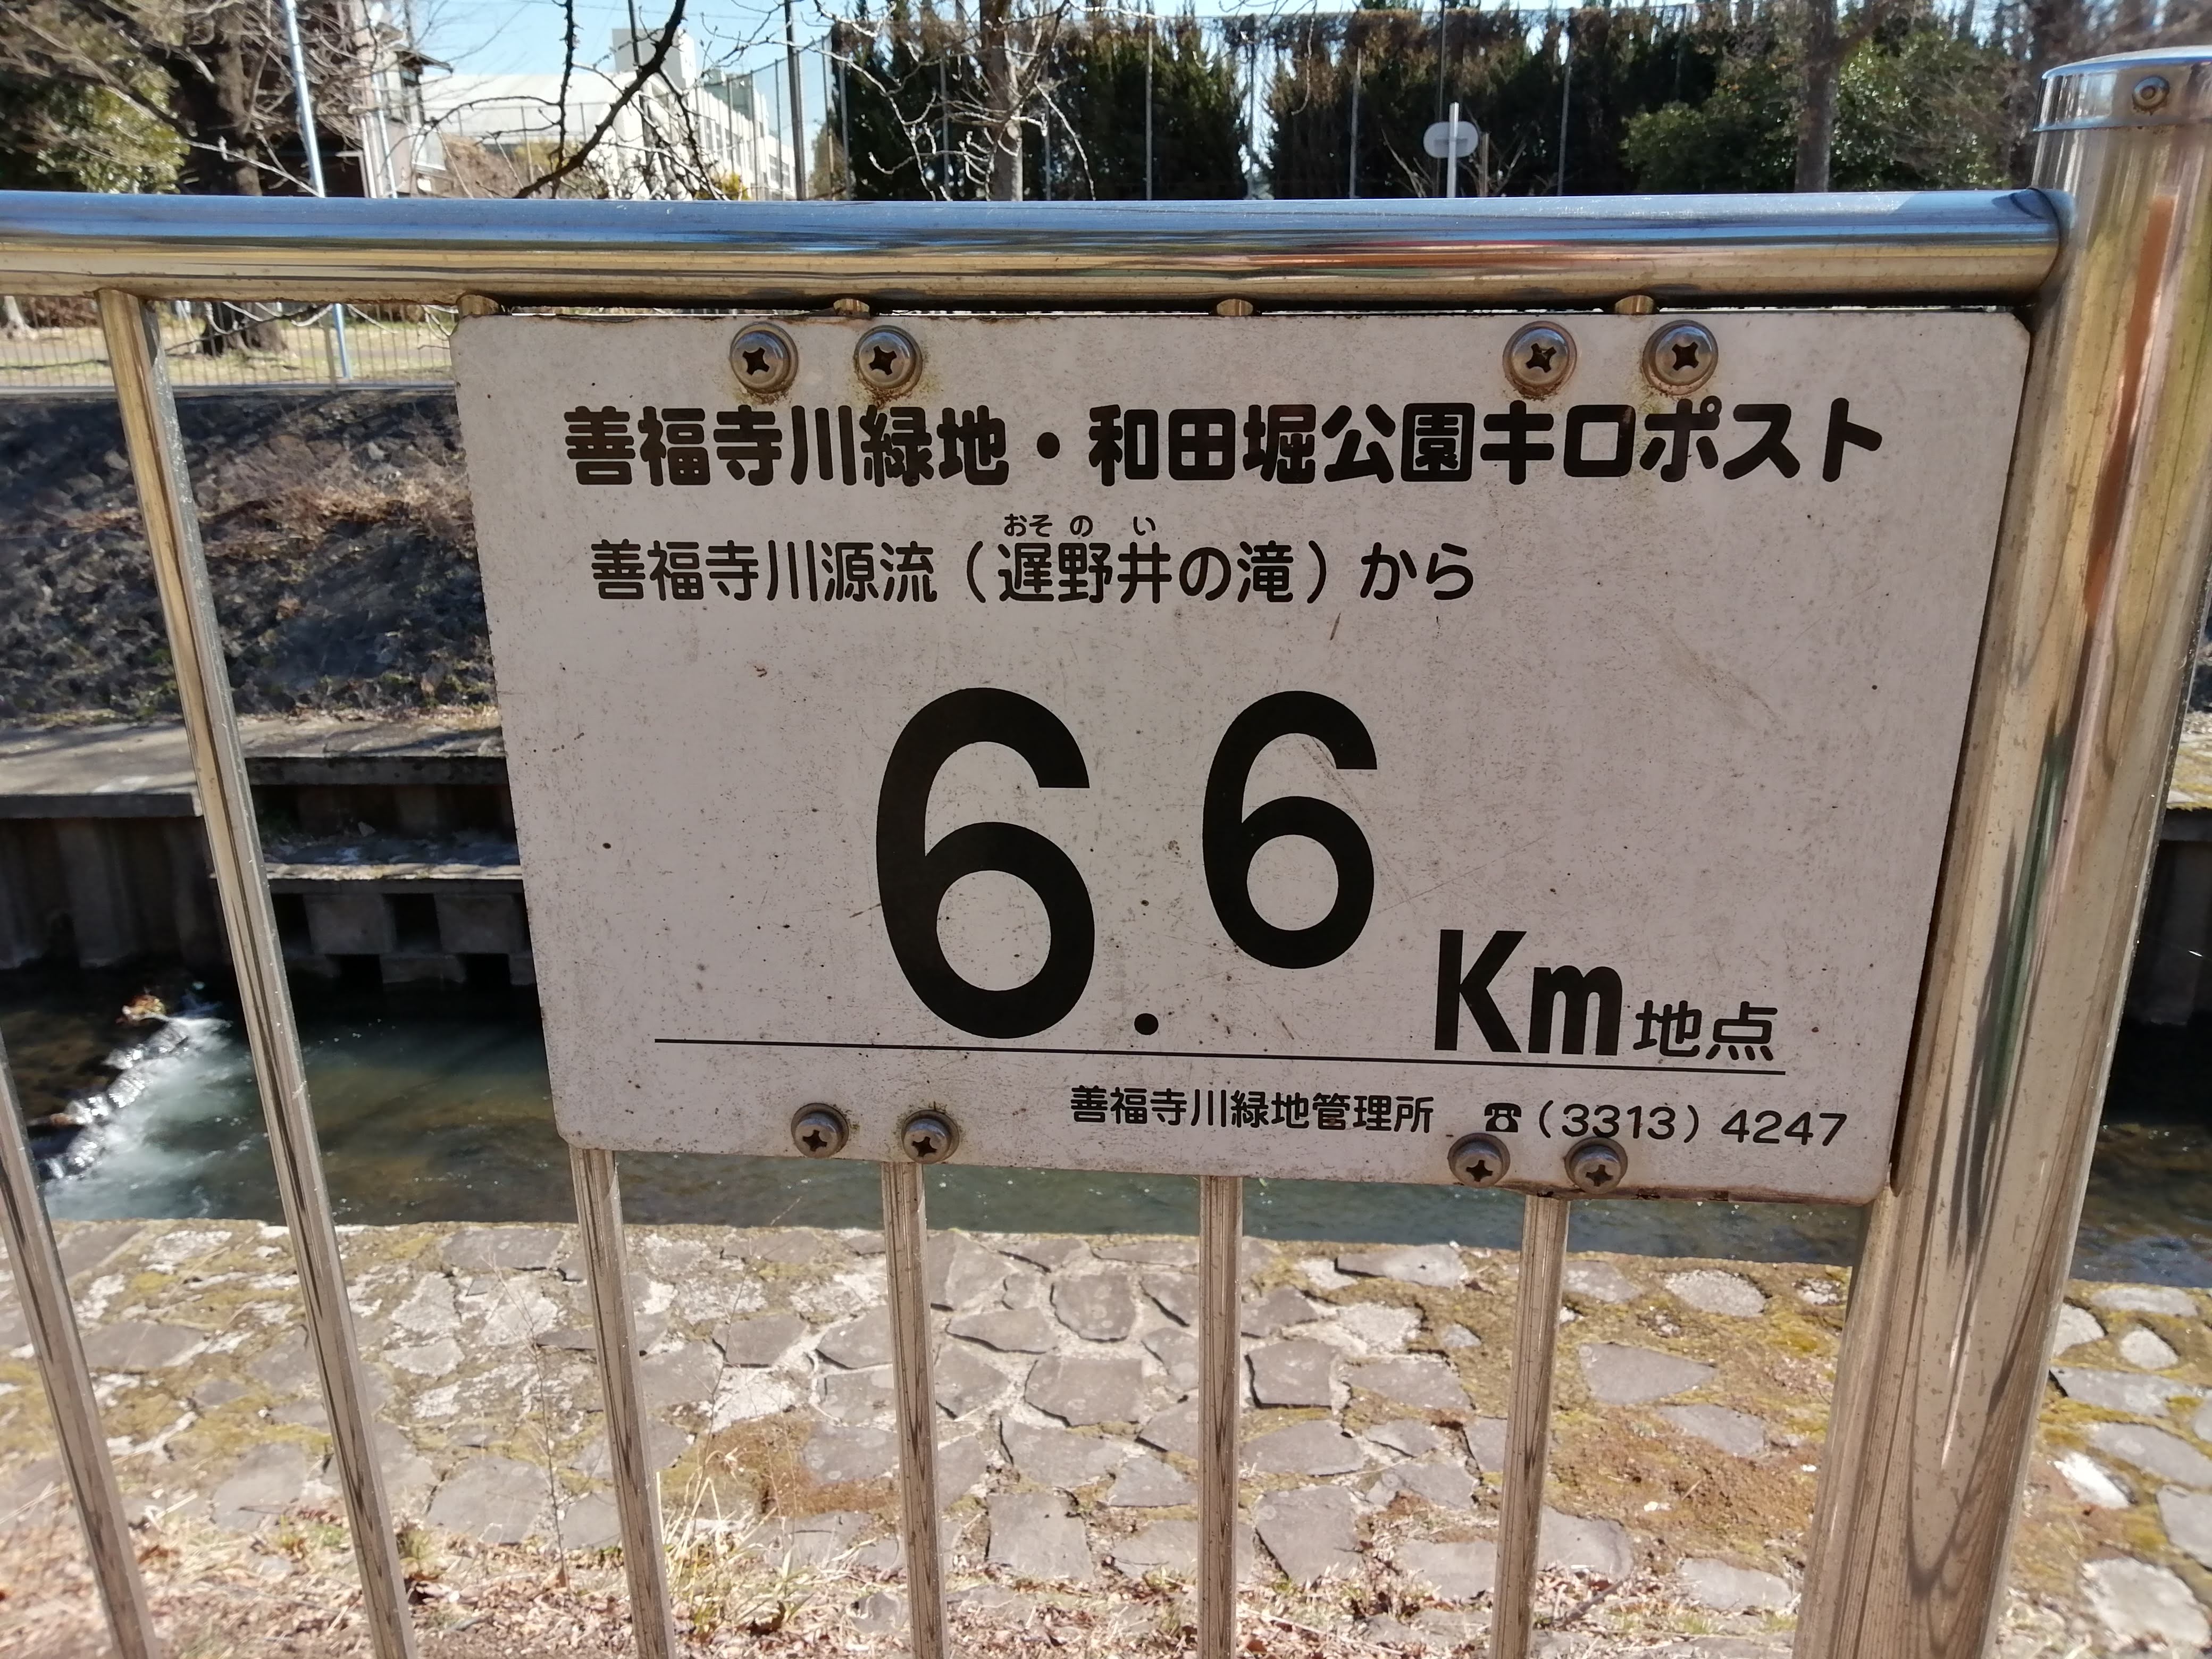 善福寺川緑地・和田堀公園キロポスト
おそのい
善福寺川源流（遅野井の滝）から
6.6Km地点
善福寺川緑地管理所 ☎（3313）4247